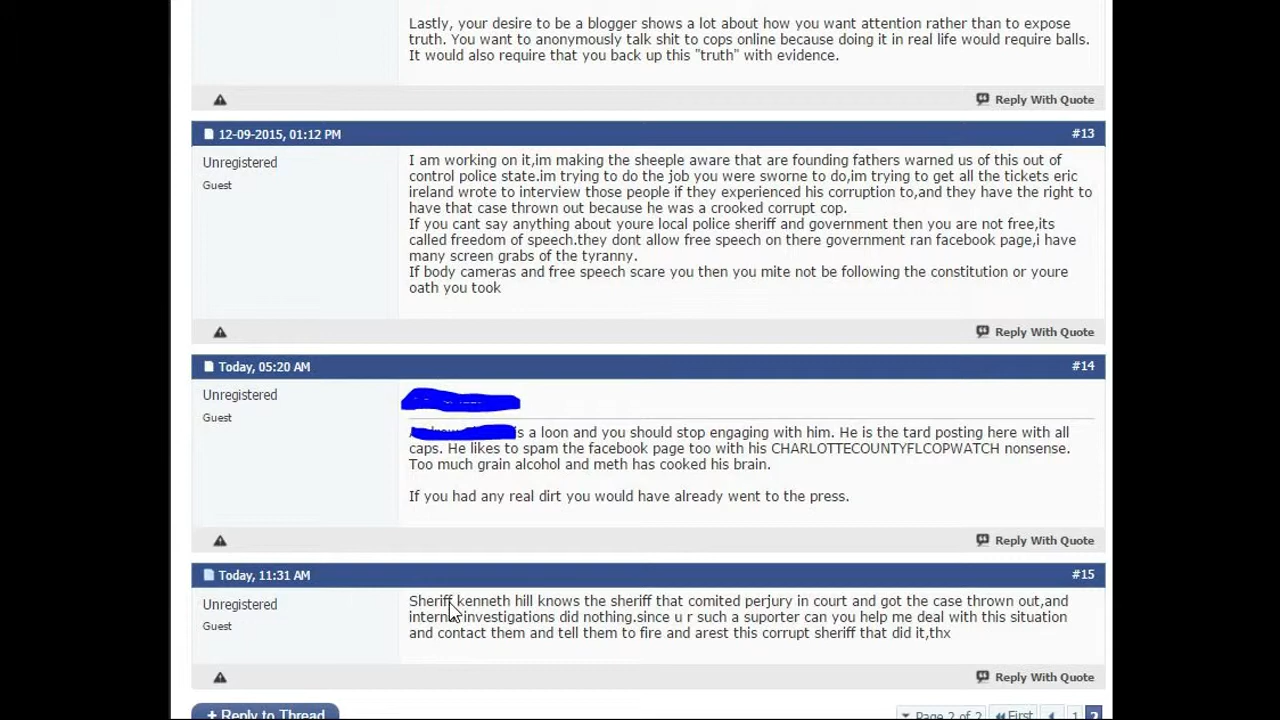 Lastly, your desire to be a blogger shows a lot about how you want attention rather than to expose
truth. You want to anonymously talk shit to cops online because doing it in real life would require balls.
It would also require that you back up this "truth" with evidence.
Reply With Quote
12-09-2015, 01:12 PM #13
Unregistered
Guest
I am working on it,im making the sheeple aware that are founding fathers warned us of this out of
control police state.im trying to do the job you were sworne to do,im trying to get all the tickets eric
ireland wrote to interview those people if they experienced his corruption to,and they have the right to
have that case thrown out because he was a crooked corrupt cop.
If you cant say anything about youre local police sheriff and government then you are not free,its
called freedom of speech.they dont allow free speech on there government ran facebook page,i have
many screen grabs of the tyranny.
If body cameras and free speech scare you then you mite not be following the constitution or youre
oath you took
Reply With Quote
Today, 05:20 AM #14
Unregistered
Guest
is a loon and you should stop engaging with him. He is the tard posting here with all
caps. He likes to spam the facebook page too with his CHARLOTTECOUNTYFLCOPWATCH nonsense.
Too much grain alcohol and meth has cooked his brain.
If you had any real dirt you would have already went to the press.
Reply With Quote
Today, 11:31 AM #15
Unregistered
Guest
Sheriff kenneth hill knows the sheriff that comited perjury in court and got the case thrown out,and
investigations did nothing.since u r such a suporter can you help me deal with this situation
and contact them and tell them to fire and arest this corrupt sheriff that did it,thx
Reply With Quote
+ Reply to Thread
Page 2 of 2 First 1 2